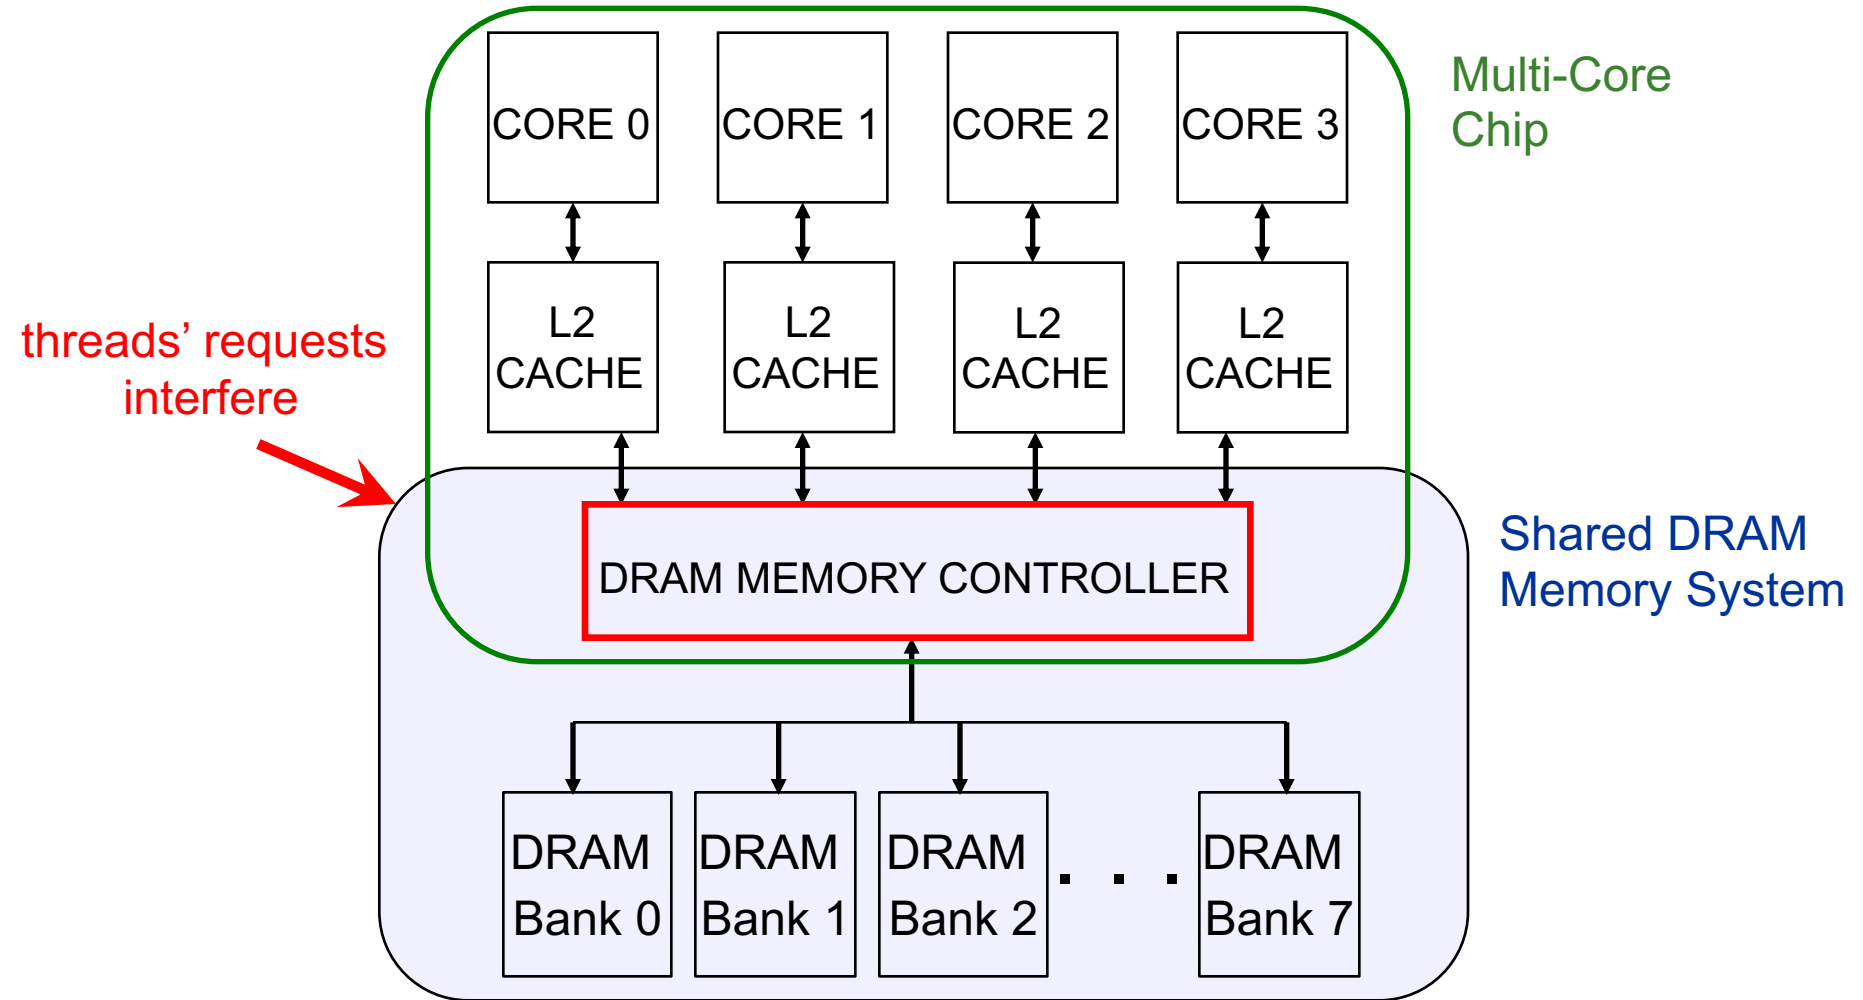 CORE 0
CORE 1
CORE 2
CORE 3
Multi-Core
Chip
L2
CACHE
L2
CACHE
L2
CACHE
L2
CACHE
threads’ requests
interfere
DRAM MEMORY CONTROLLER
Shared DRAM
Memory System
DRAM
Bank 0
DRAM
Bank 1
DRAM
Bank 2
. . .
DRAM
Bank 7